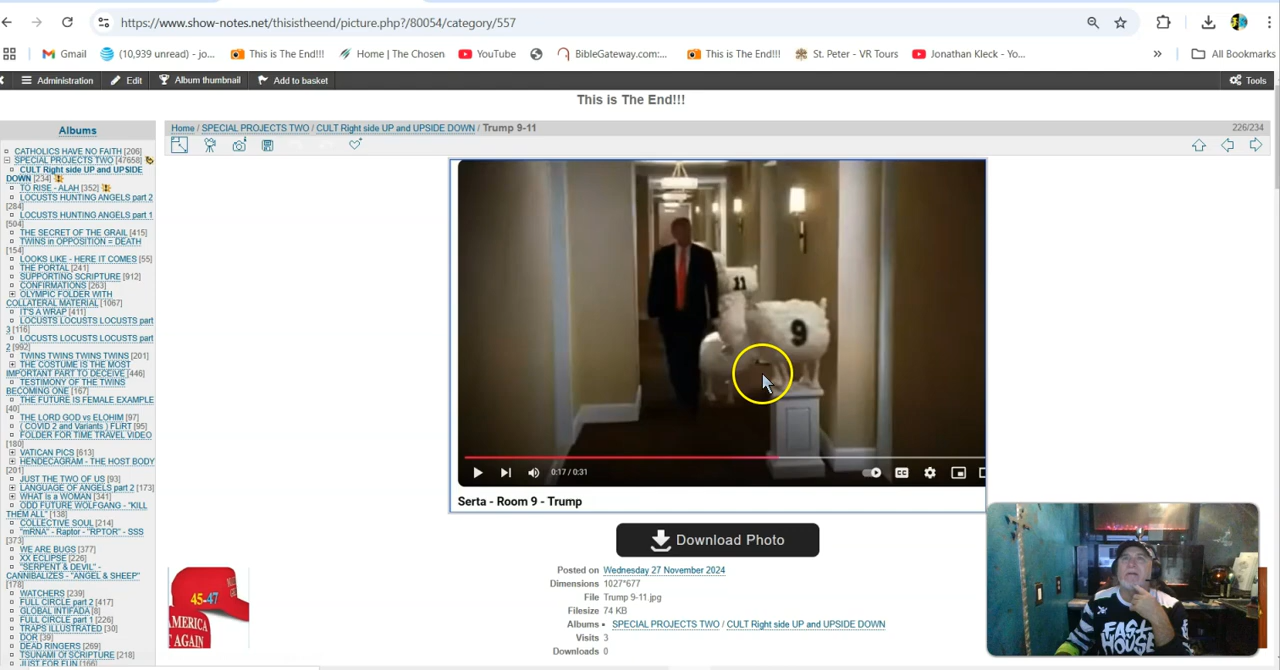 https://www.show-notes.net/thisistheend/picture.php?/80054/category/557
Gmail
(10,939 unread) - jo...
This is The End!!!
Home | The Chosen
YouTube
BibleGateway.com:...
This is The End!!!
St. Peter - VR Tours
Jonathan Kleck - Yo...
»
All Bookmarks
Administration
Edit
Album thumbnail
Add to basket
Tools
This is The End!!!
Albums
CATHOLICS HAVE NO FAITH [206]
SPECIAL PROJECTS TWO [47658]
CULT Right side UP and UPSIDE
DOWN [234]
TO RISE - ALAH [352]
LOCUSTS HUNTING ANGELS part 2
[284]
LOCUSTS HUNTING ANGELS part 1
[504]
THE SECRET OF THE GRAIL [415]
TWINS in OPPOSITION = DEATH
[154]
LOOKS LIKE - HERE IT COMES [55]
THE PORTAL [241]
SUPPORTING SCRIPTURE [912]
CONFIRMATIONS [263]
OLYMPIC FOLDER WITH
COLLATERAL MATERIAL [1067]
IT'S A WRAP [411]
LOCUSTS LOCUSTS LOCUSTS part
3 [116]
LOCUSTS LOCUSTS LOCUSTS part
2 [992]
TWINS TWINS TWINS TWINS [201]
THE COSTUME IS THE MOST
IMPORTANT PART TO DECEIVE [446]
TESTIMONY OF THE TWINS
BECOMING ONE [167]
THE FUTURE IS FEMALE EXAMPLE
[40]
THE LORD GOD vs ELOHIM [97]
( COVID 2 and Variants ) FLIRT [95]
FOLDER FOR TIME TRAVEL VIDEO
[180]
VATICAN PICS [613]
HENDECAGRAM - THE HOST BODY
[201]
JUST THE TWO OF US [93]
LANGUAGE OF ANGELS part 2 [173]
WHAT is a WOMAN [341]
ODD FUTURE WOLFGANG - "KILL
THEM ALL" [138]
COLLECTIVE SOUL [214]
"mRNA" - Raptor - "RPTOR" - SSS
[373]
WE ARE BUGS [377]
XX ECLIPSE [226]
"SERPENT & DEVIL" -
CANNIBALIZES - "ANGEL & SHEEP"
[178]
WATCHERS [239]
FULL CIRCLE part 2 [417]
GLOBAL INTIFADA [8]
FULL CIRCLE part 1 [226]
TRAPS ILLUSTRATED [30]
DOR [39]
DEAD RINGERS [269]
TSUNAMI Of SCRIPTURE [218]
JUST FOR FUN [166]
Home / SPECIAL PROJECTS TWO / CULT Right side UP and UPSIDE DOWN / Trump 9-11
226/234
11
9
0:17 / 0:31
CC
Serta - Room 9 - Trump
Download Photo
Posted on Wednesday 27 November 2024
Dimensions 1027*677
File Trump 9-11.jpg
Filesize 74 KB
Albums SPECIAL PROJECTS TWO / CULT Right side UP and UPSIDE DOWN
Visits 3
Downloads 0
45-47
AMERICA
AGAIN
FAST
HOUSE